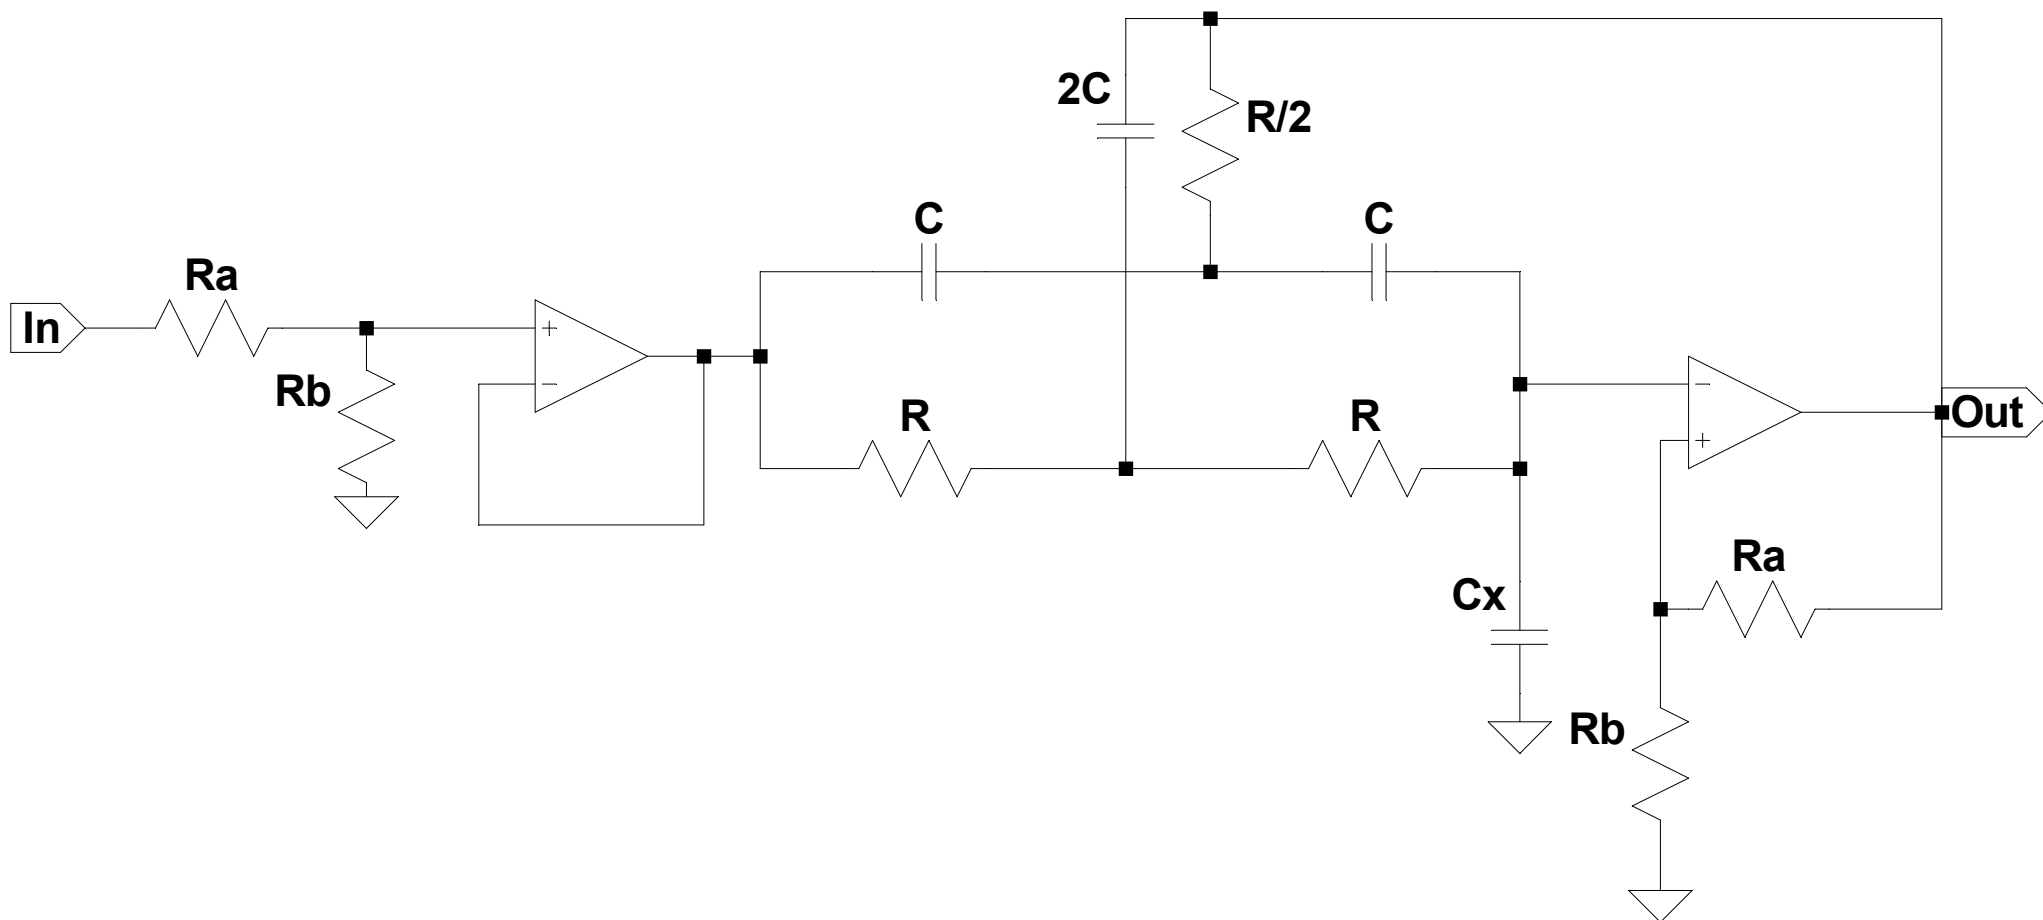 2C
R/2
C
C
Ra
In
Rb
+
−
R
R
−
+
Out
Ra
Cx
Rb